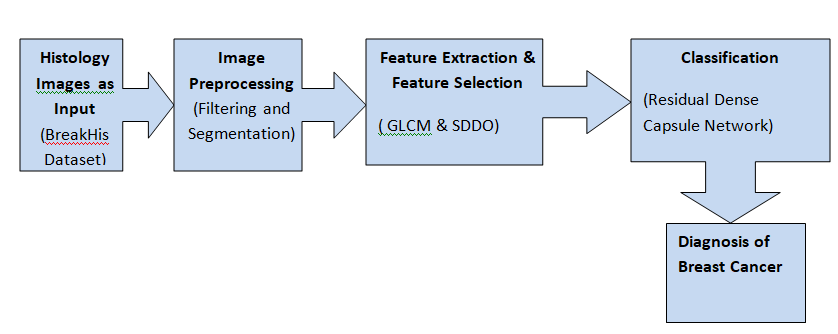 Histology
Images as
Input
(BreakHis
Dataset)
Image
Preprocessing
(Filtering and
Segmentation)
Feature Extraction &
Feature Selection
( GLCM & SDDO)
Classification
(Residual Dense
Capsule Network)
Diagnosis of
Breast Cancer